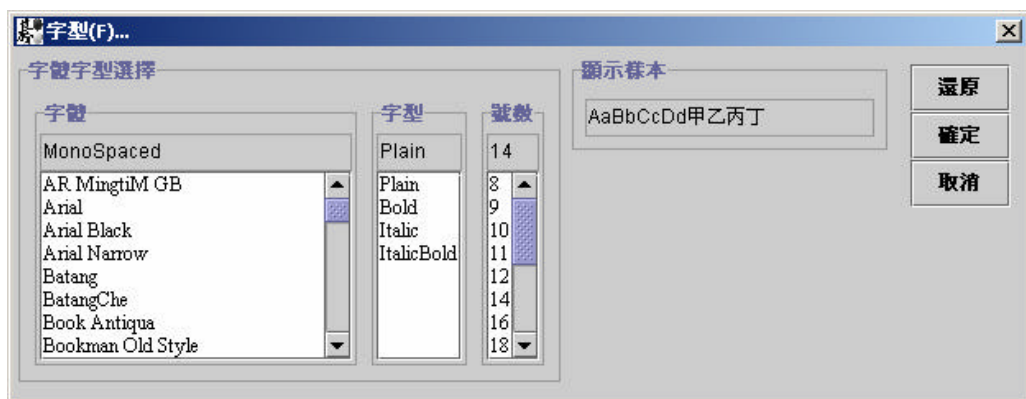 字型(F)...
字體字型選擇
字體
MonoSpaced
AR MingtiM GB
Arial
Arial Black
Arial Narrow
Batang
BatangChe
Book Antiqua
Bookman Old Style
字型
Plain
Plain
Bold
Italic
ItalicBold
號數
14
8
9
10
11
12
14
16
18
顯示樣本
AaBbCcDd甲乙丙丁
還原
確定
取消